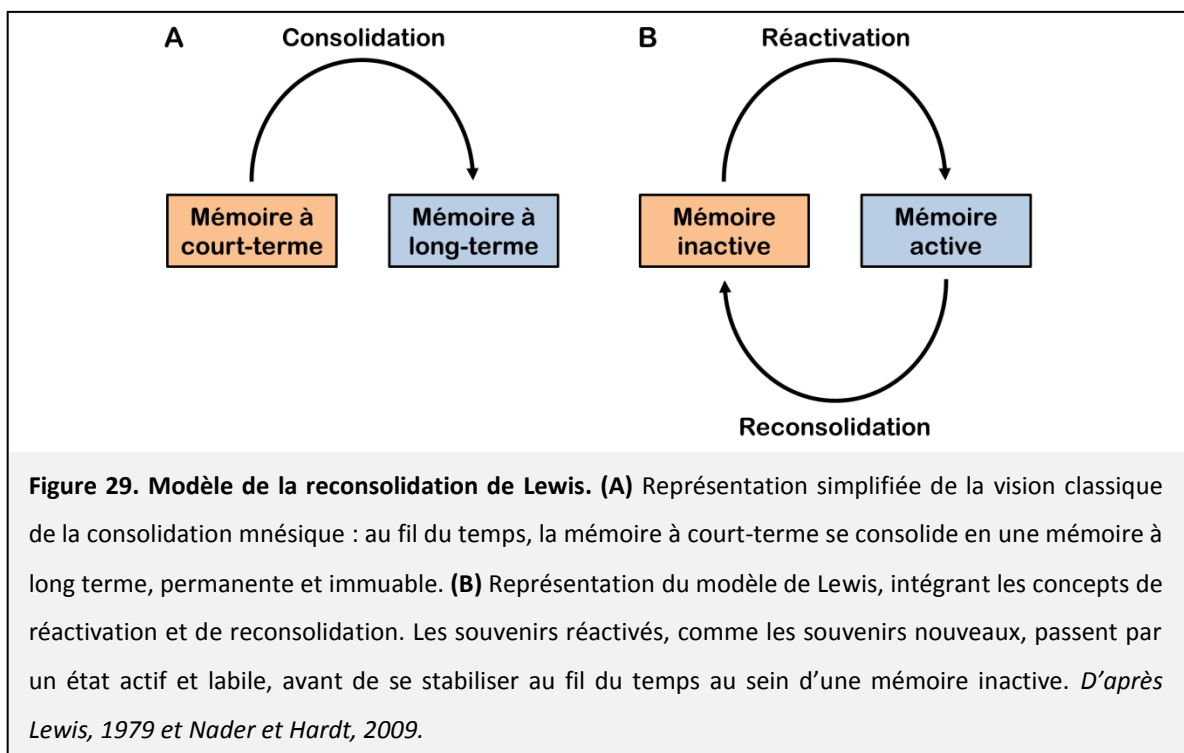 A
Consolidation
Mémoire à
court-terme
Mémoire à
long-terme
B
Réactivation
Mémoire
inactive
Mémoire
active
Reconsolidation
Figure 29. Modèle de la reconsolidation de Lewis. (A) Représentation simplifiée de la vision classique
de la consolidation mnésique : au fil du temps, la mémoire à court-terme se consolide en une mémoire à
long terme, permanente et immuable. (B) Représentation du modèle de Lewis, intégrant les concepts de
réactivation et de reconsolidation. Les souvenirs réactivés, comme les souvenirs nouveaux, passent par
un état actif et labile, avant de se stabiliser au fil du temps au sein d’une mémoire inactive. D’après
Lewis, 1979 et Nader et Hardt, 2009.